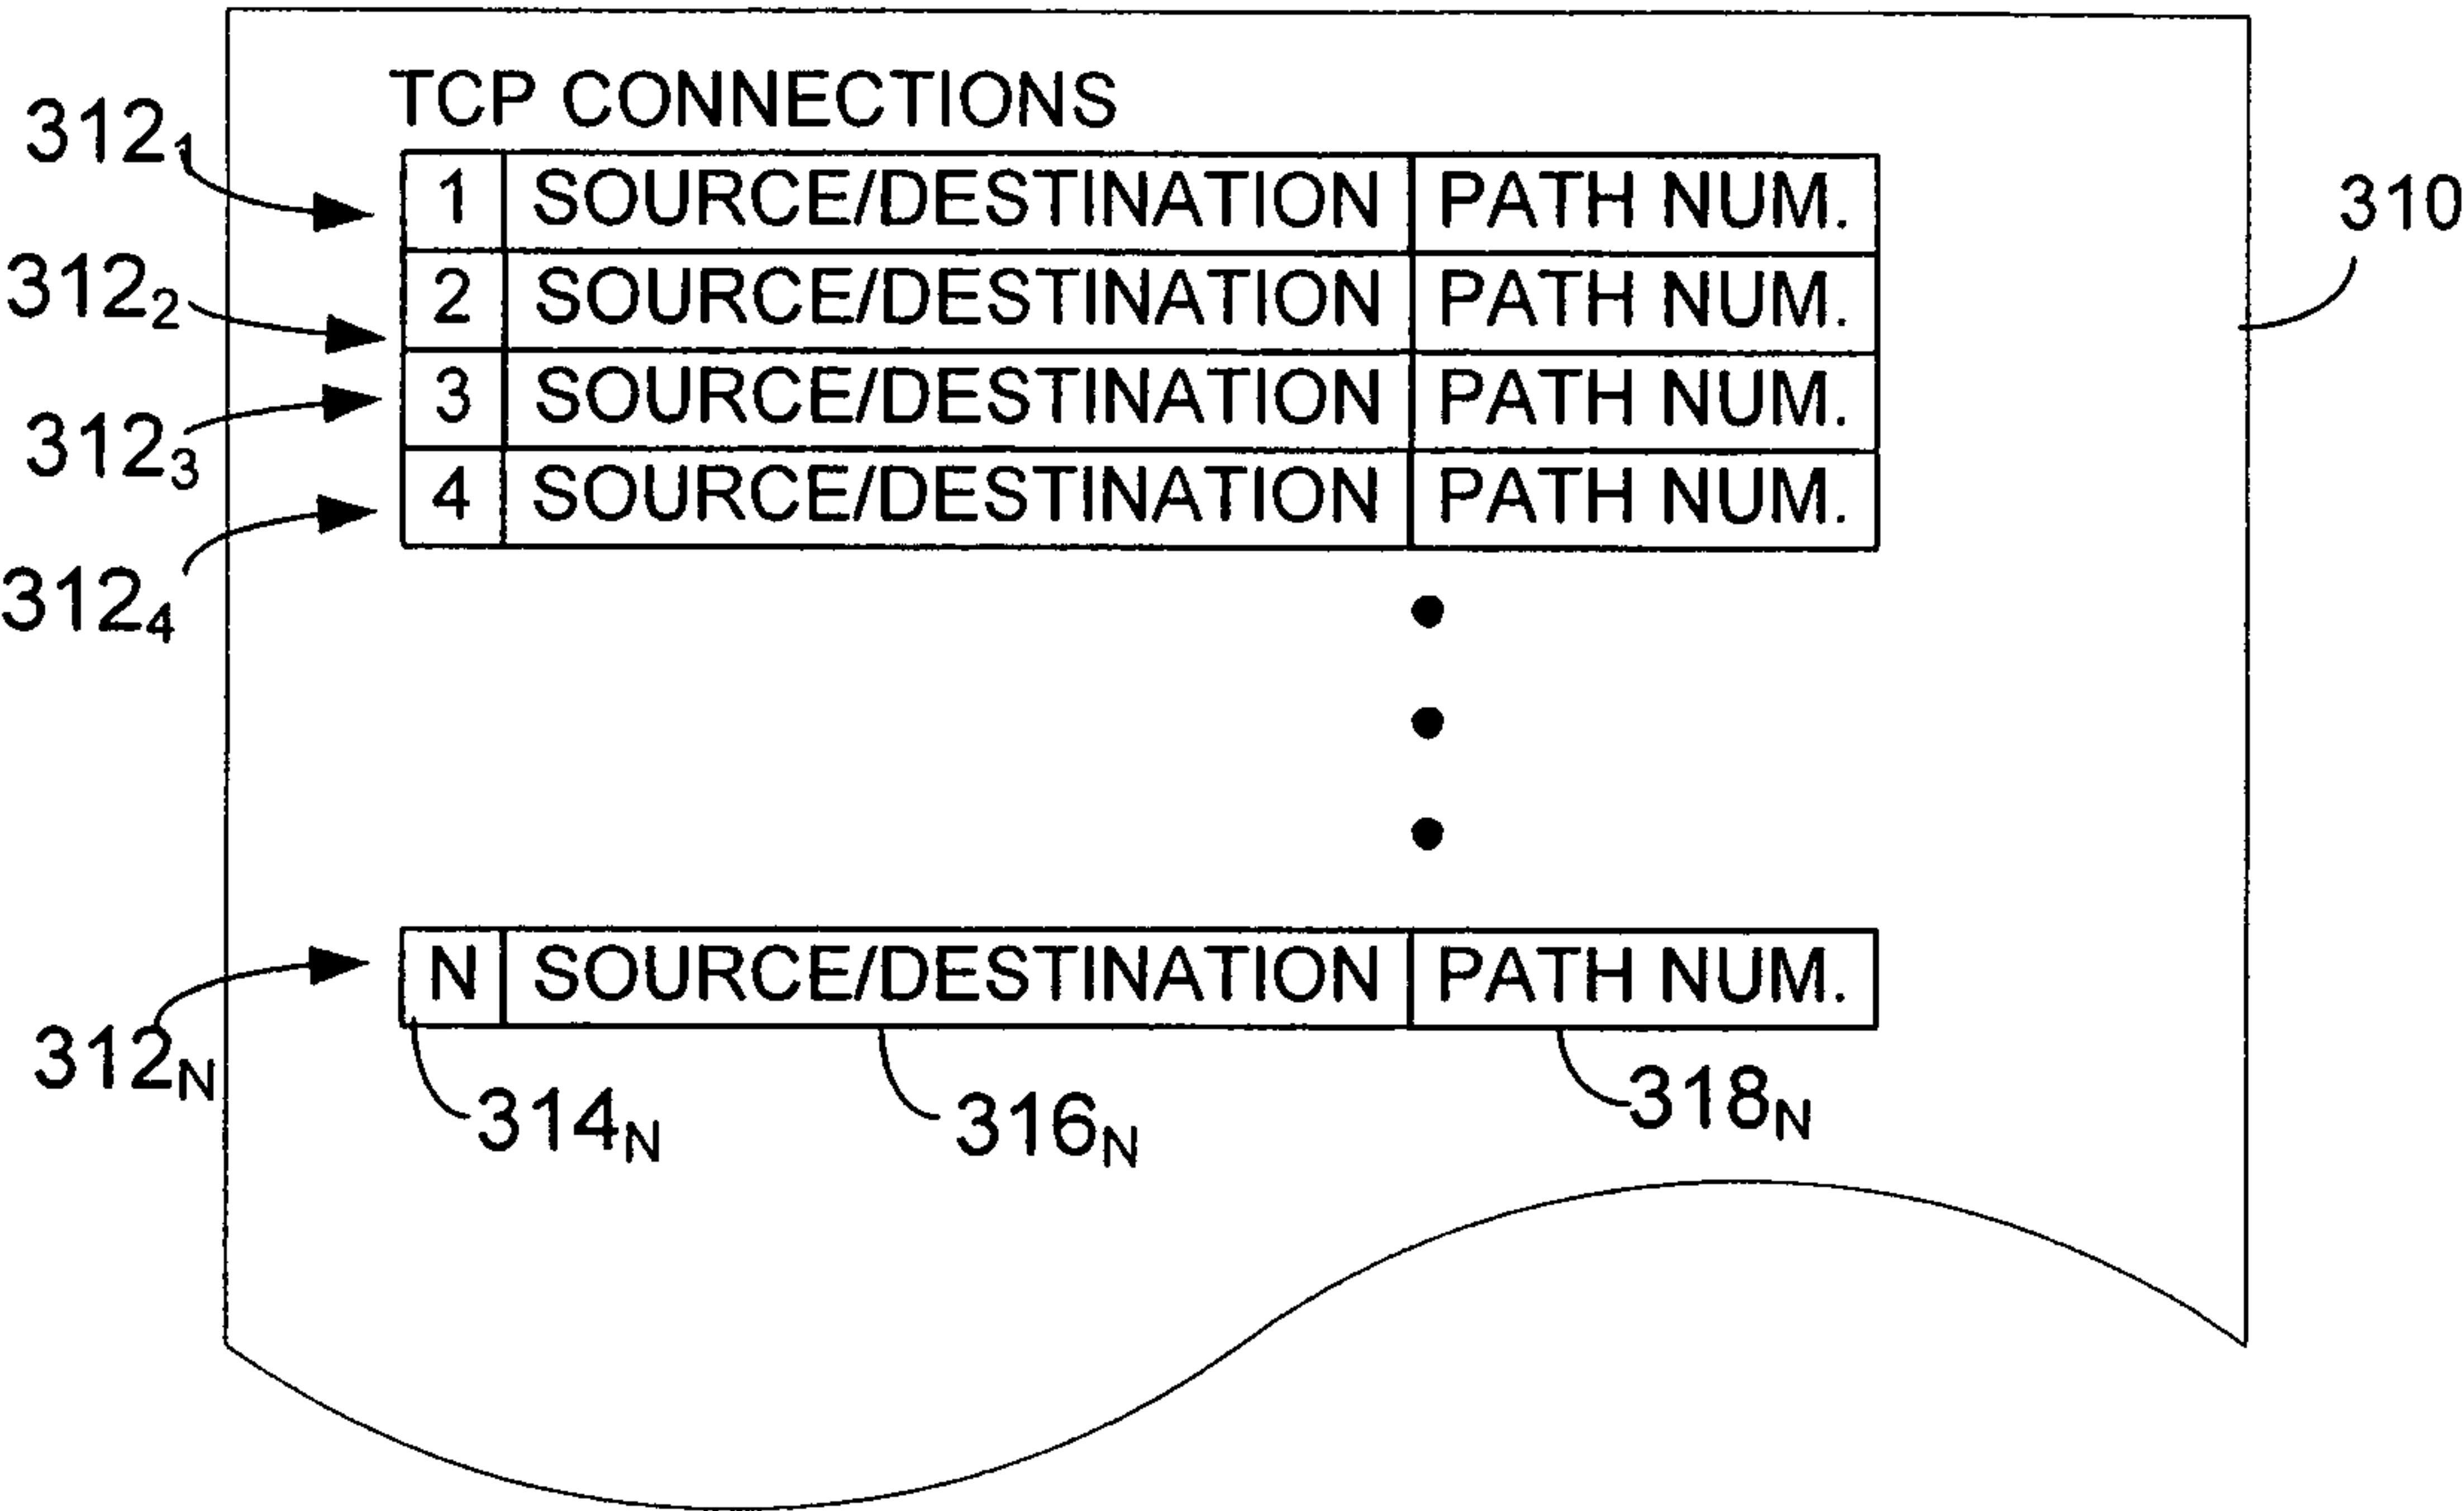 TCP CONNECTIONS
312₁
1 SOURCE/DESTINATION PATH NUM.
310
312₂
2 SOURCE/DESTINATION PATH NUM.
3 SOURCE/DESTINATION PATH NUM.
312₃
4 SOURCE/DESTINATION PATH NUM.
312₄
N SOURCE/DESTINATION PATH NUM.
312N
314N 316N 318N